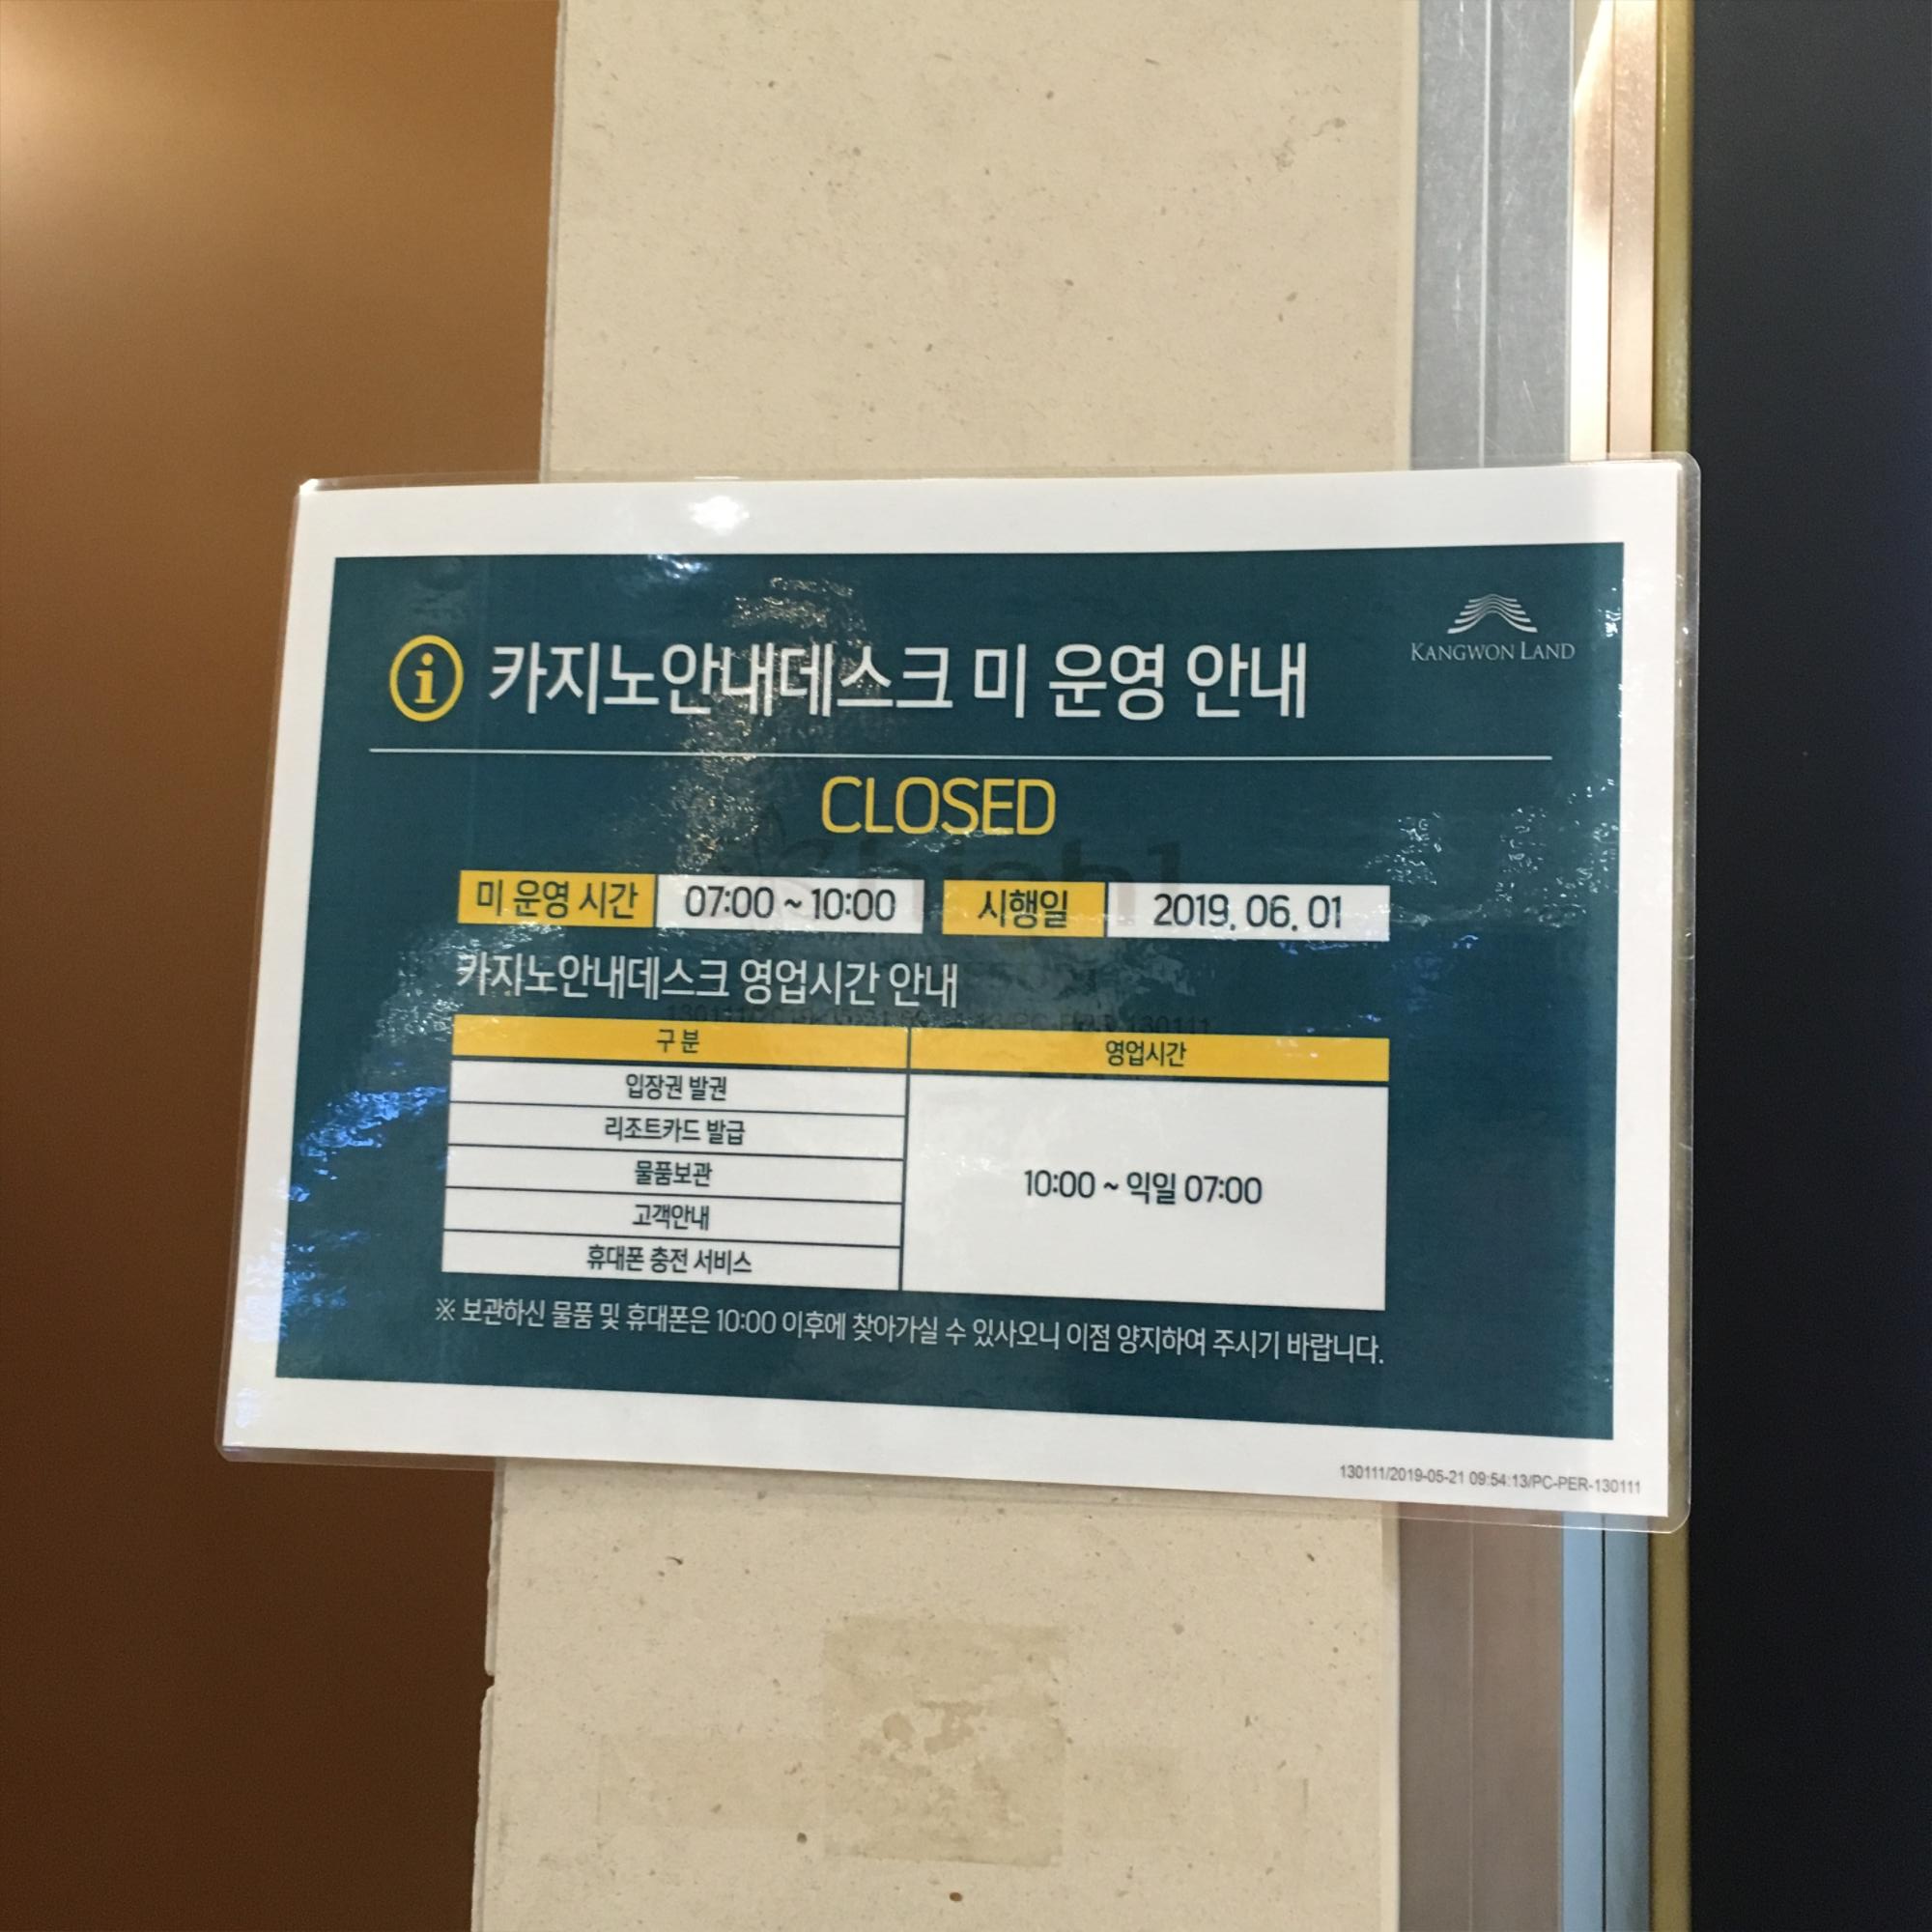 카지노안내데스크 미 운영 안내
KANGWON LAND
CLOSED
미 운영 시간 07:00 ~ 10:00 시행일 2019. 06. 01
카지노안내데스크 영업시간 안내
구 분 영업시간
입장권 발권
리조트카드 발급
물품보관
고객안내
휴대폰 충전 서비스
10:00 ~ 익일 07:00
※ 보관하신 물품 및 휴대폰은 10:00 이후에 찾아가실 수 있사오니 이점 양지하여 주시기 바랍니다.
130111/2019-05-21 09:54:13/PC-PER-130111